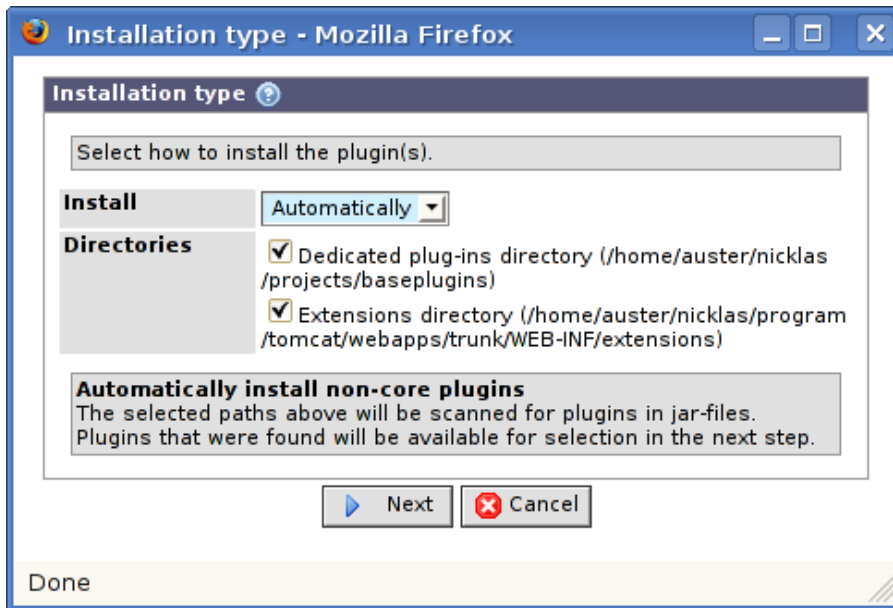 Installation type - Mozilla Firefox
Installation type
Select how to install the plugin(s).
Install
Automatically
Directories
Dedicated plug-ins directory (/home/auster/nicklas
/projects/baseplugins)
Extensions directory (/home/auster/nicklas/program
/tomcat/webapps/trunk/WEB-INF/extensions)
Automatically install non-core plugins
The selected paths above will be scanned for plugins in jar-files.
Plugins that were found will be available for selection in the next step.
Next
Cancel
Done